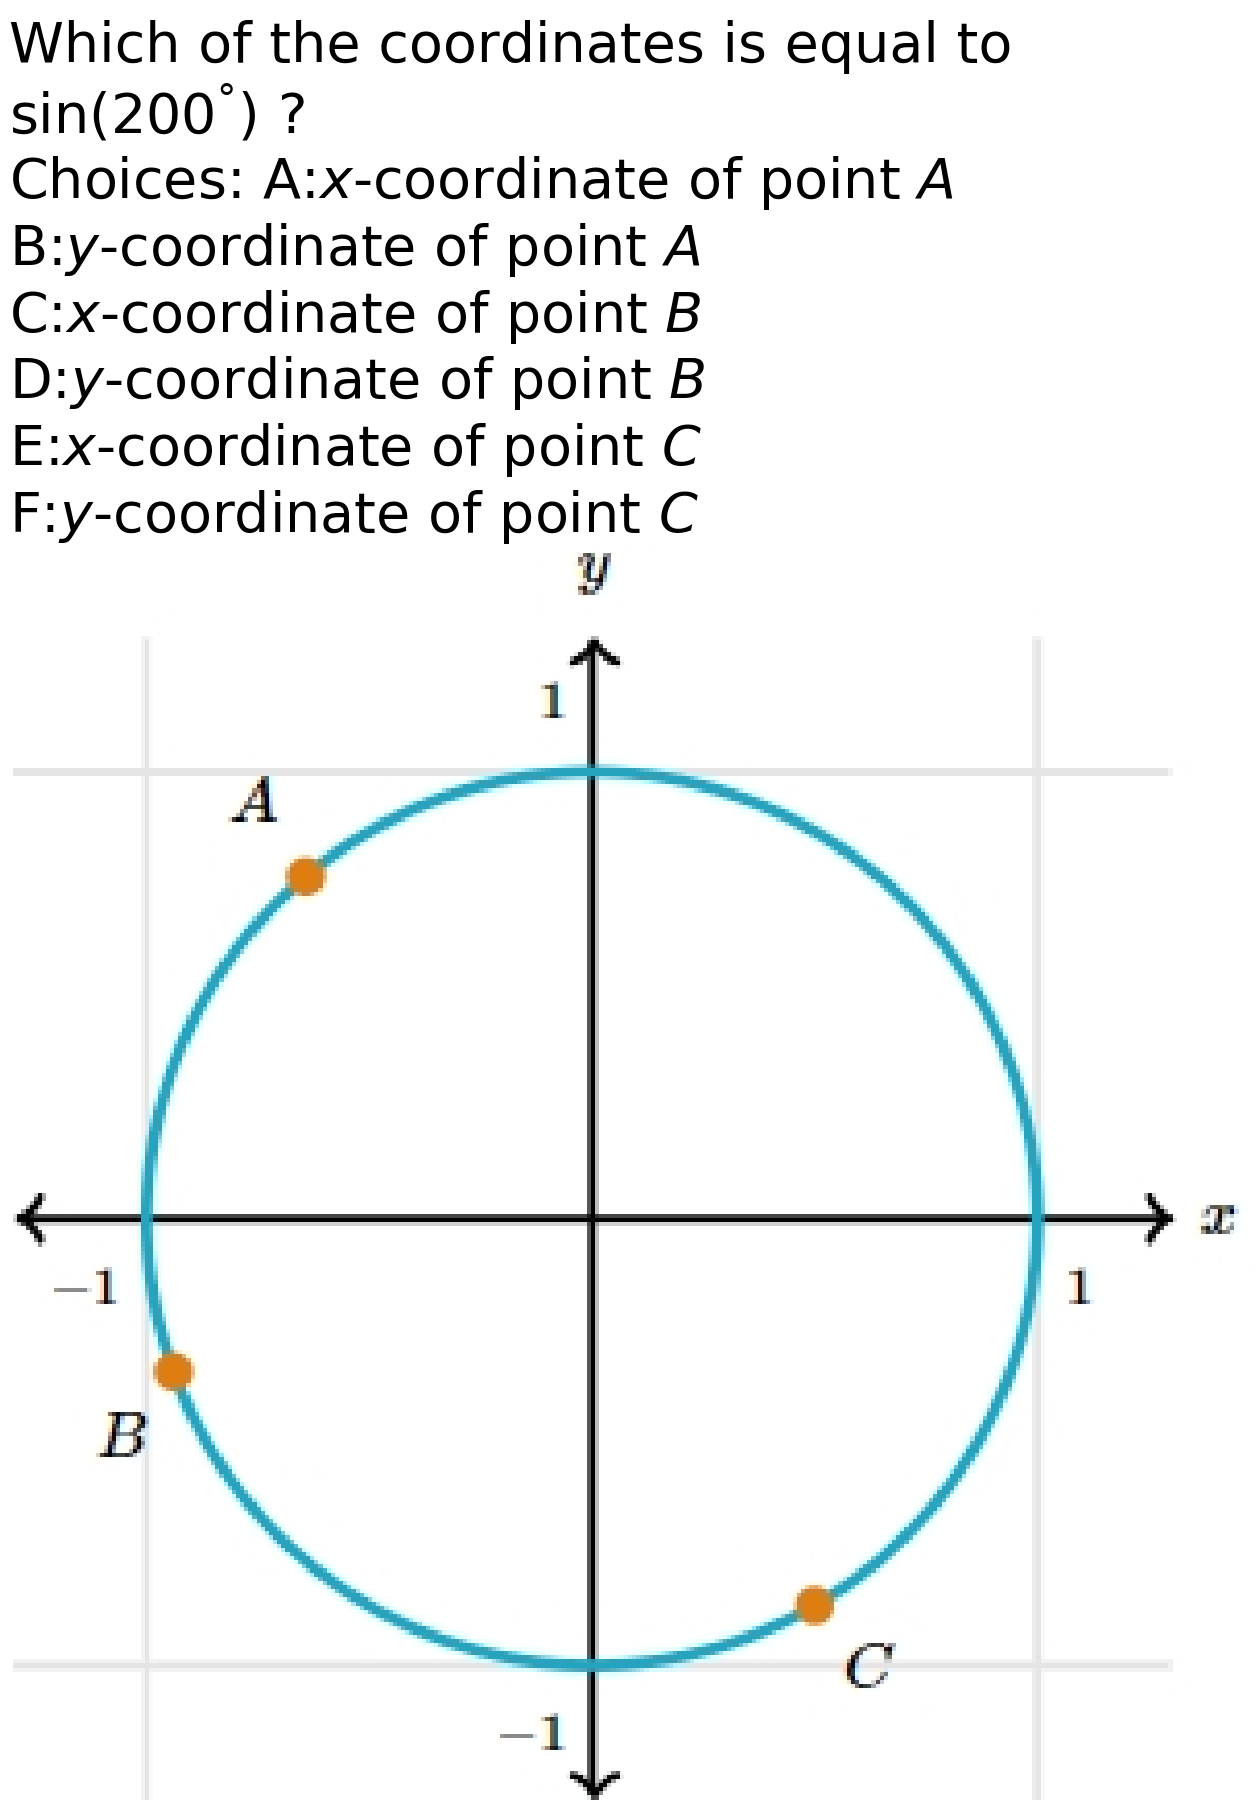 Which of the coordinates is equal to
sin(200°) ?
Choices: A:x-coordinate of point A
B:y-coordinate of point A
C:x-coordinate of point B
D:y-coordinate of point B
E:x-coordinate of point C
F:y-coordinate of point C
y
1
A
x
−1
1
B
C
−1